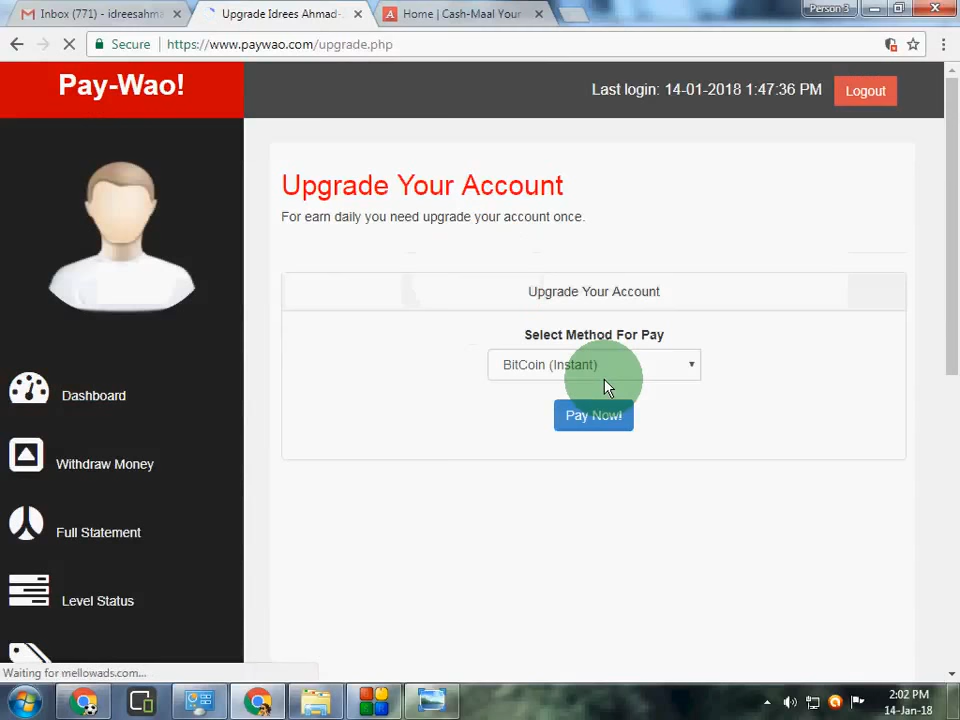 Inbox (771) - idreesahm
Upgrade Idrees Ahmad-
Home | Cash-Maal Your
Person 3
Secure
https://www.paywao.com/upgrade.php
Pay-Wao!
Last login: 14-01-2018 1:47:36 PM
Logout
Upgrade Your Account
For earn daily you need upgrade your account once.
Upgrade Your Account
Select Method For Pay
BitCoin (Instant)
Pay Now!
Dashboard
Withdraw Money
Full Statement
Level Status
Waiting for mellowads.com...
2:02 PM
14-Jan-18